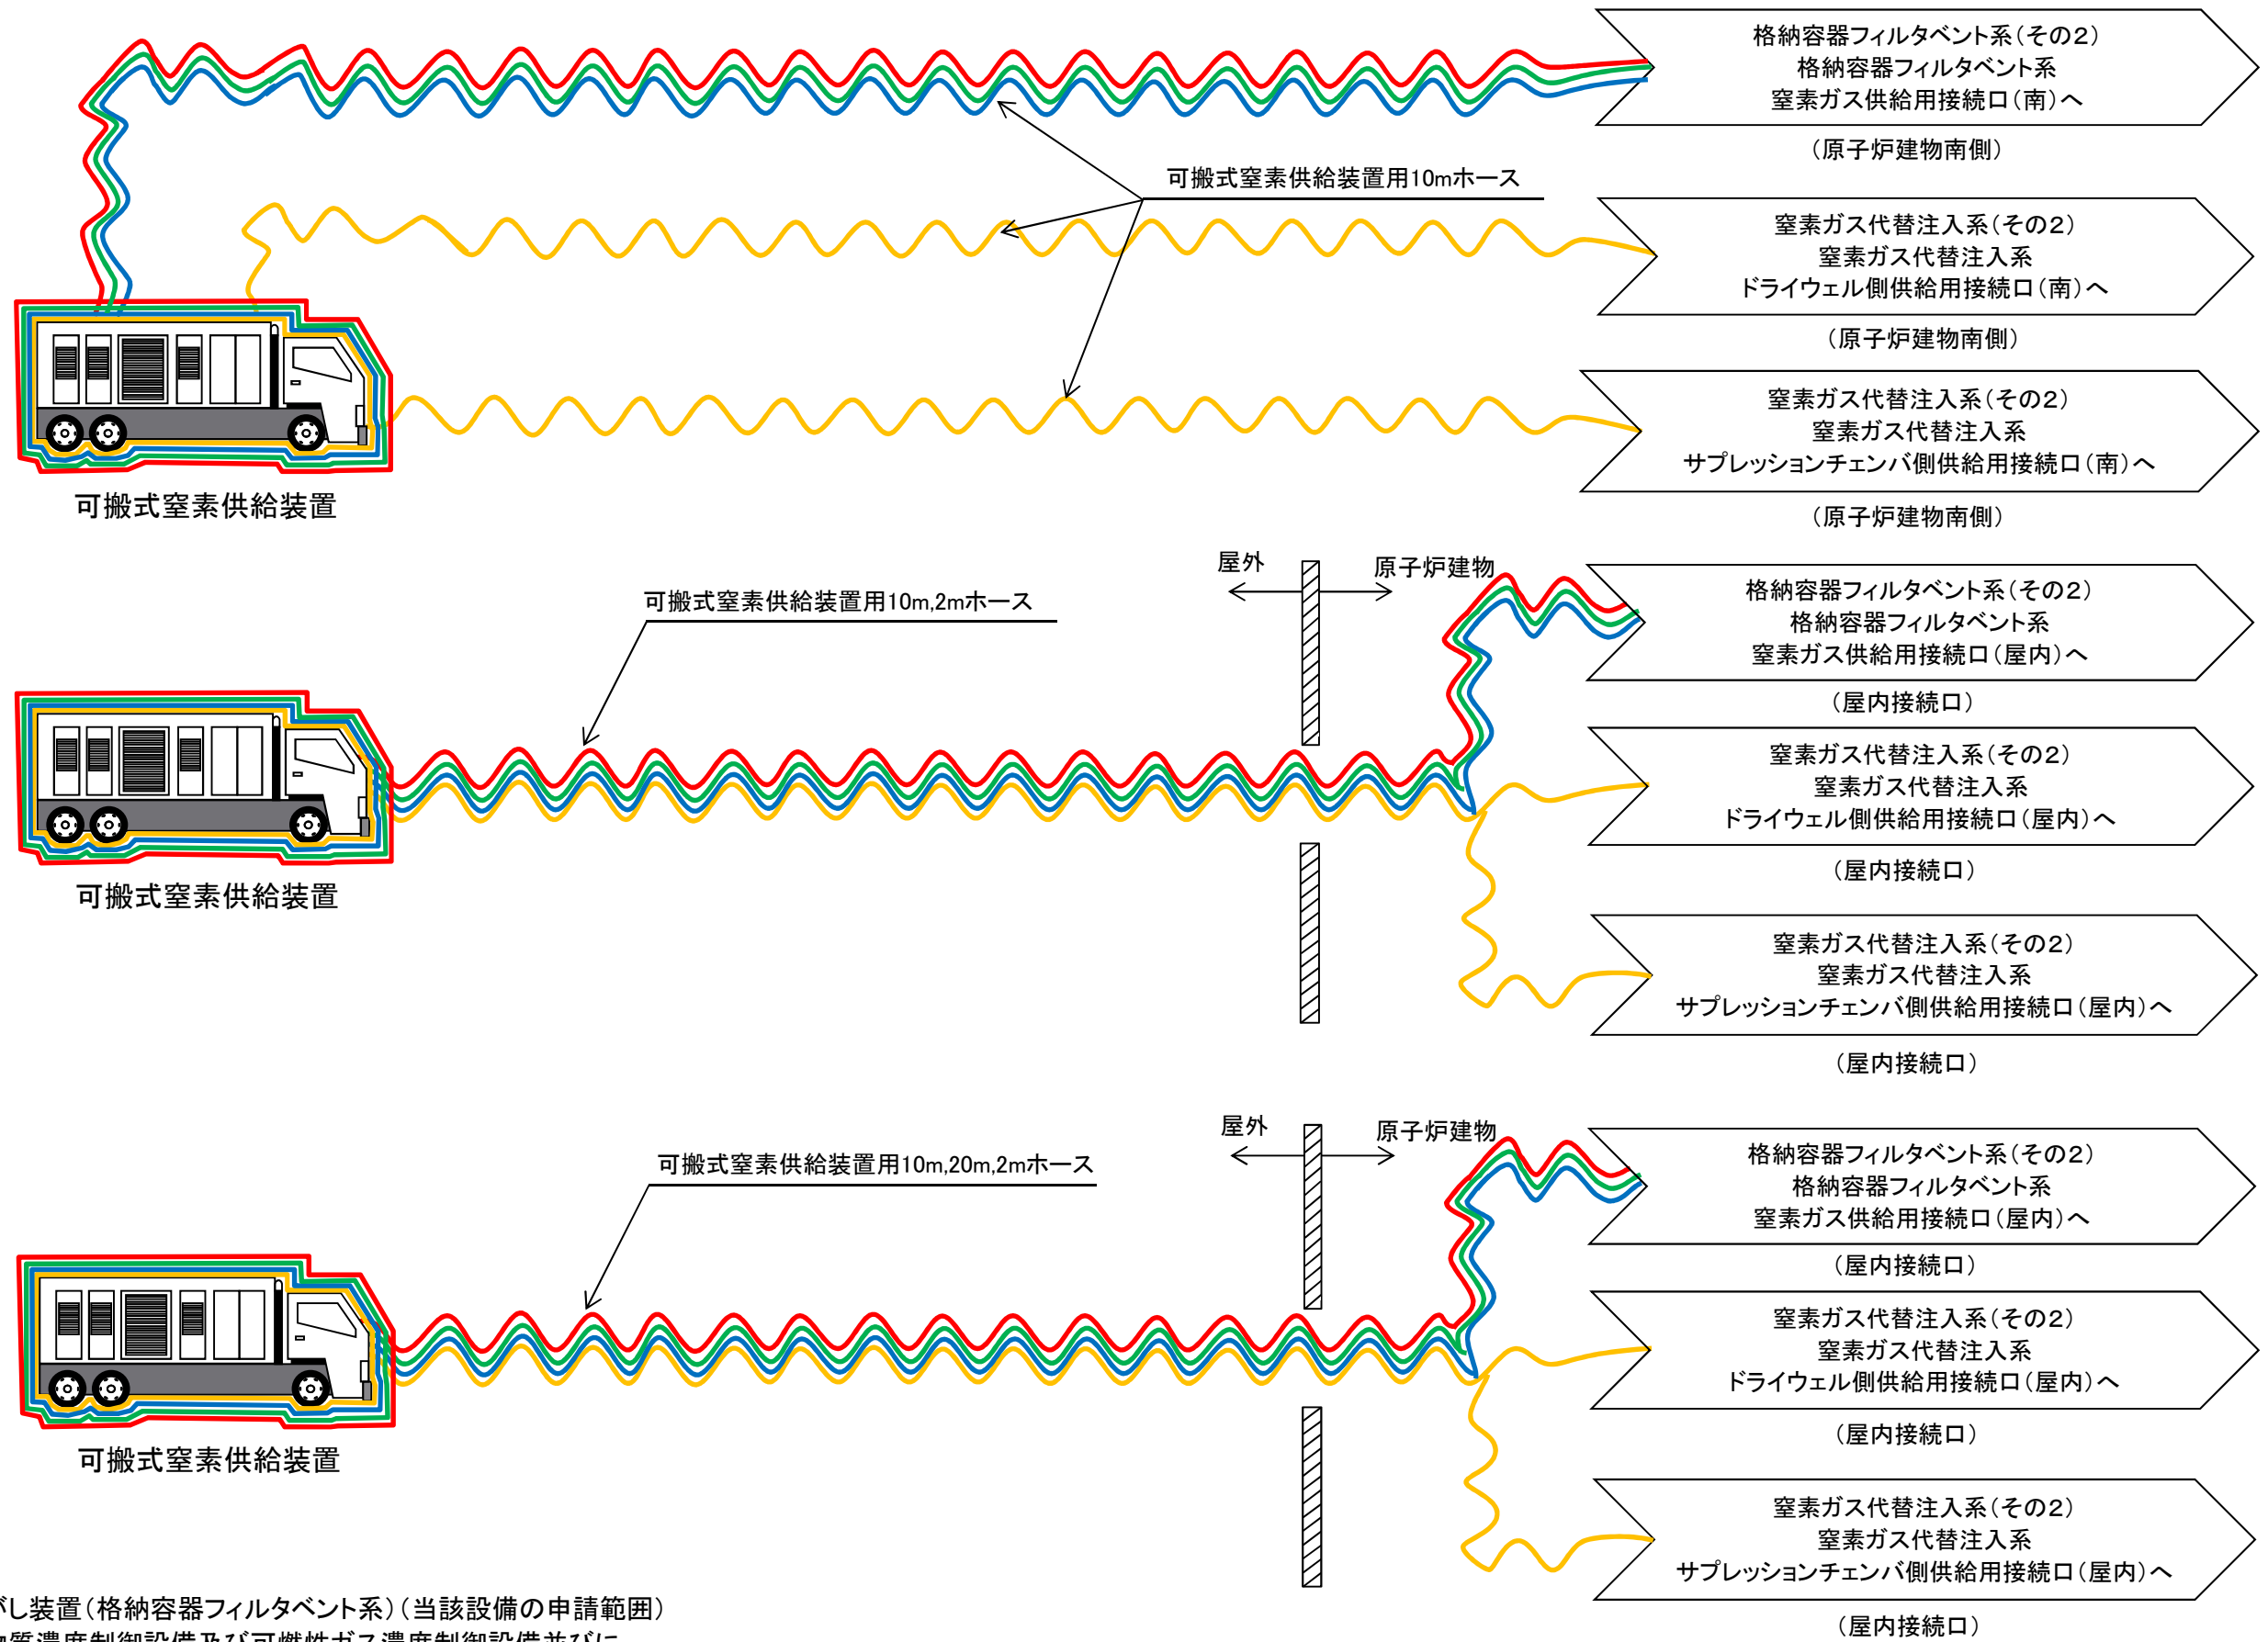 格納容器フィルタベント系(その2)
格納容器フィルタベント系
窒素ガス供給用接続口(南)へ
(原子炉建物南側)
可搬式窒素供給装置用10mホース
窒素ガス代替注入系(その2)
窒素ガス代替注入系
ドライウェル側供給用接続口(南)へ
(原子炉建物南側)
窒素ガス代替注入系(その2)
窒素ガス代替注入系
サプレッションチェンバ側供給用接続口(南)へ
(原子炉建物南側)
可搬式窒素供給装置
屋外
原子炉建物
可搬式窒素供給装置用10m,2mホース
格納容器フィルタベント系(その2)
格納容器フィルタベント系
窒素ガス供給用接続口(屋内)へ
(屋内接続口)
窒素ガス代替注入系(その2)
窒素ガス代替注入系
ドライウェル側供給用接続口(屋内)へ
(屋内接続口)
可搬式窒素供給装置
窒素ガス代替注入系(その2)
窒素ガス代替注入系
サプレッションチェンバ側供給用接続口(屋内)へ
(屋内接続口)
屋外
原子炉建物
可搬式窒素供給装置用10m,20m,2mホース
格納容器フィルタベント系(その2)
格納容器フィルタベント系
窒素ガス供給用接続口(屋内)へ
(屋内接続口)
窒素ガス代替注入系(その2)
窒素ガス代替注入系
ドライウェル側供給用接続口(屋内)へ
(屋内接続口)
可搬式窒素供給装置
窒素ガス代替注入系(その2)
窒素ガス代替注入系
サプレッションチェンバ側供給用接続口(屋内)へ
(屋内接続口)
がし装置(格納容器フィルタベント系)(当該設備の申請範囲)
物質濃度制御設備及び可燃性ガス濃度制御設備並びに